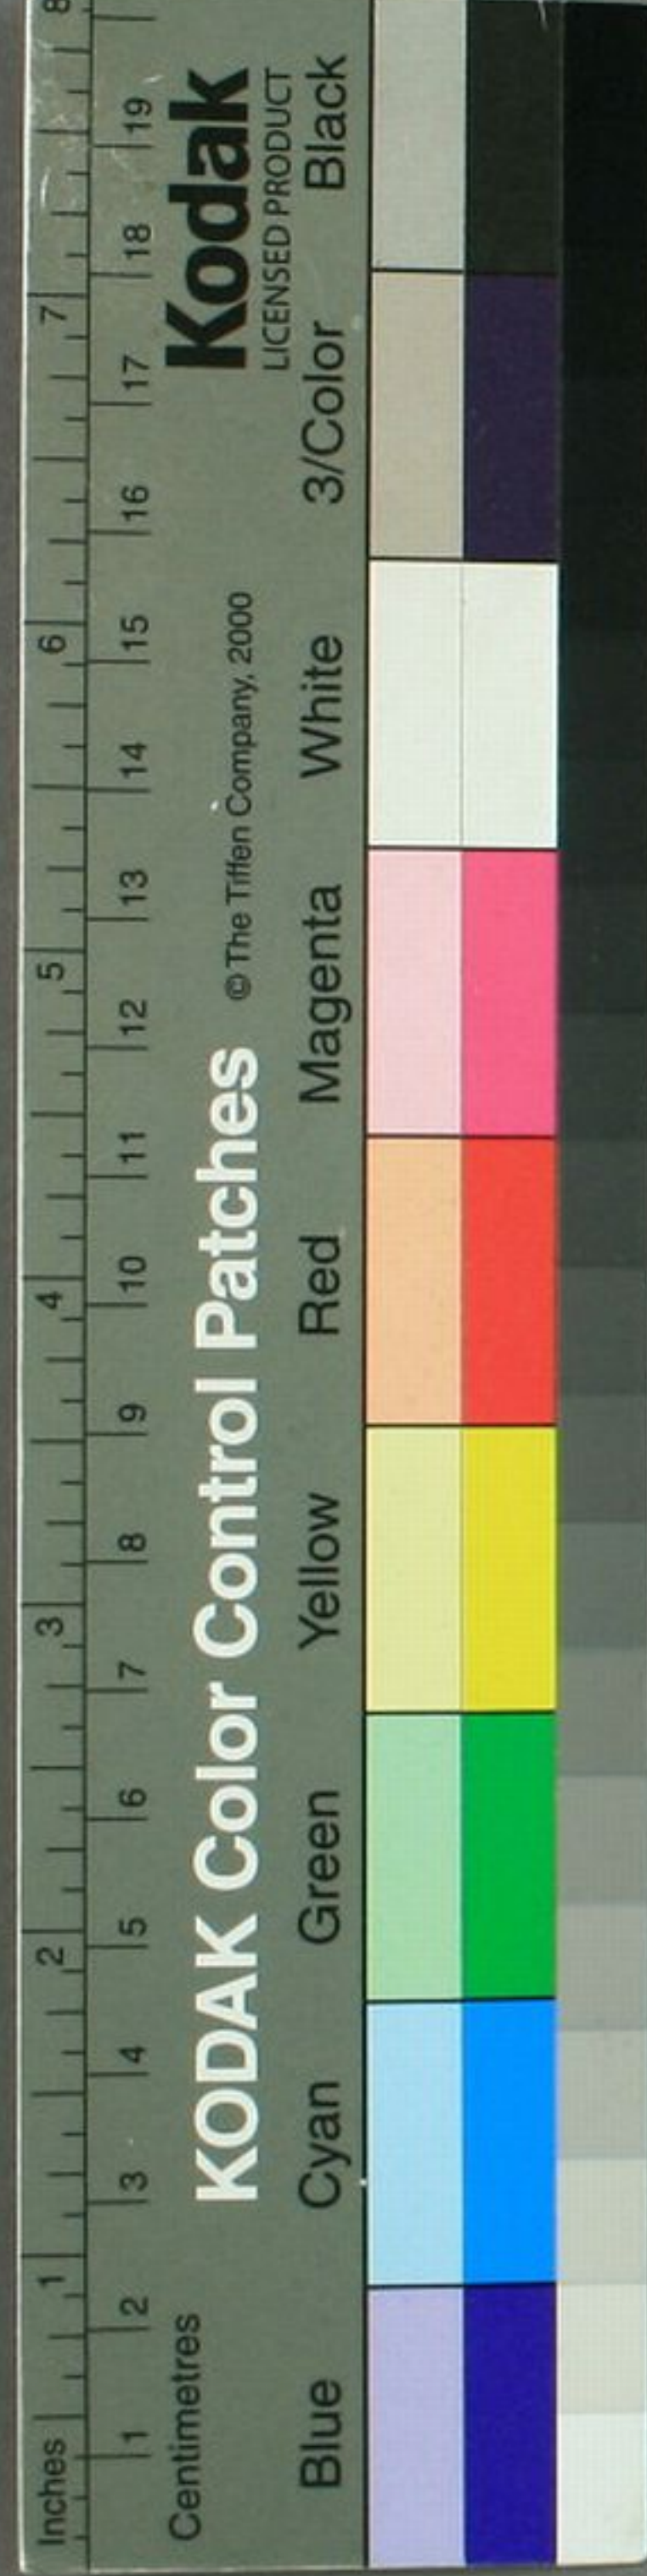 Inches 1 2 3 4 5 6 7 8
1 2 3 4 5 6 7 8 9 10 11 12 13 14 15 16 17 18 19
Centimetres
KODAK Color Control Patches
© The Tiffen Company, 2000
Kodak
LICENSED PRODUCT
Blue Cyan Green Yellow Red Magenta White 3/Color Black